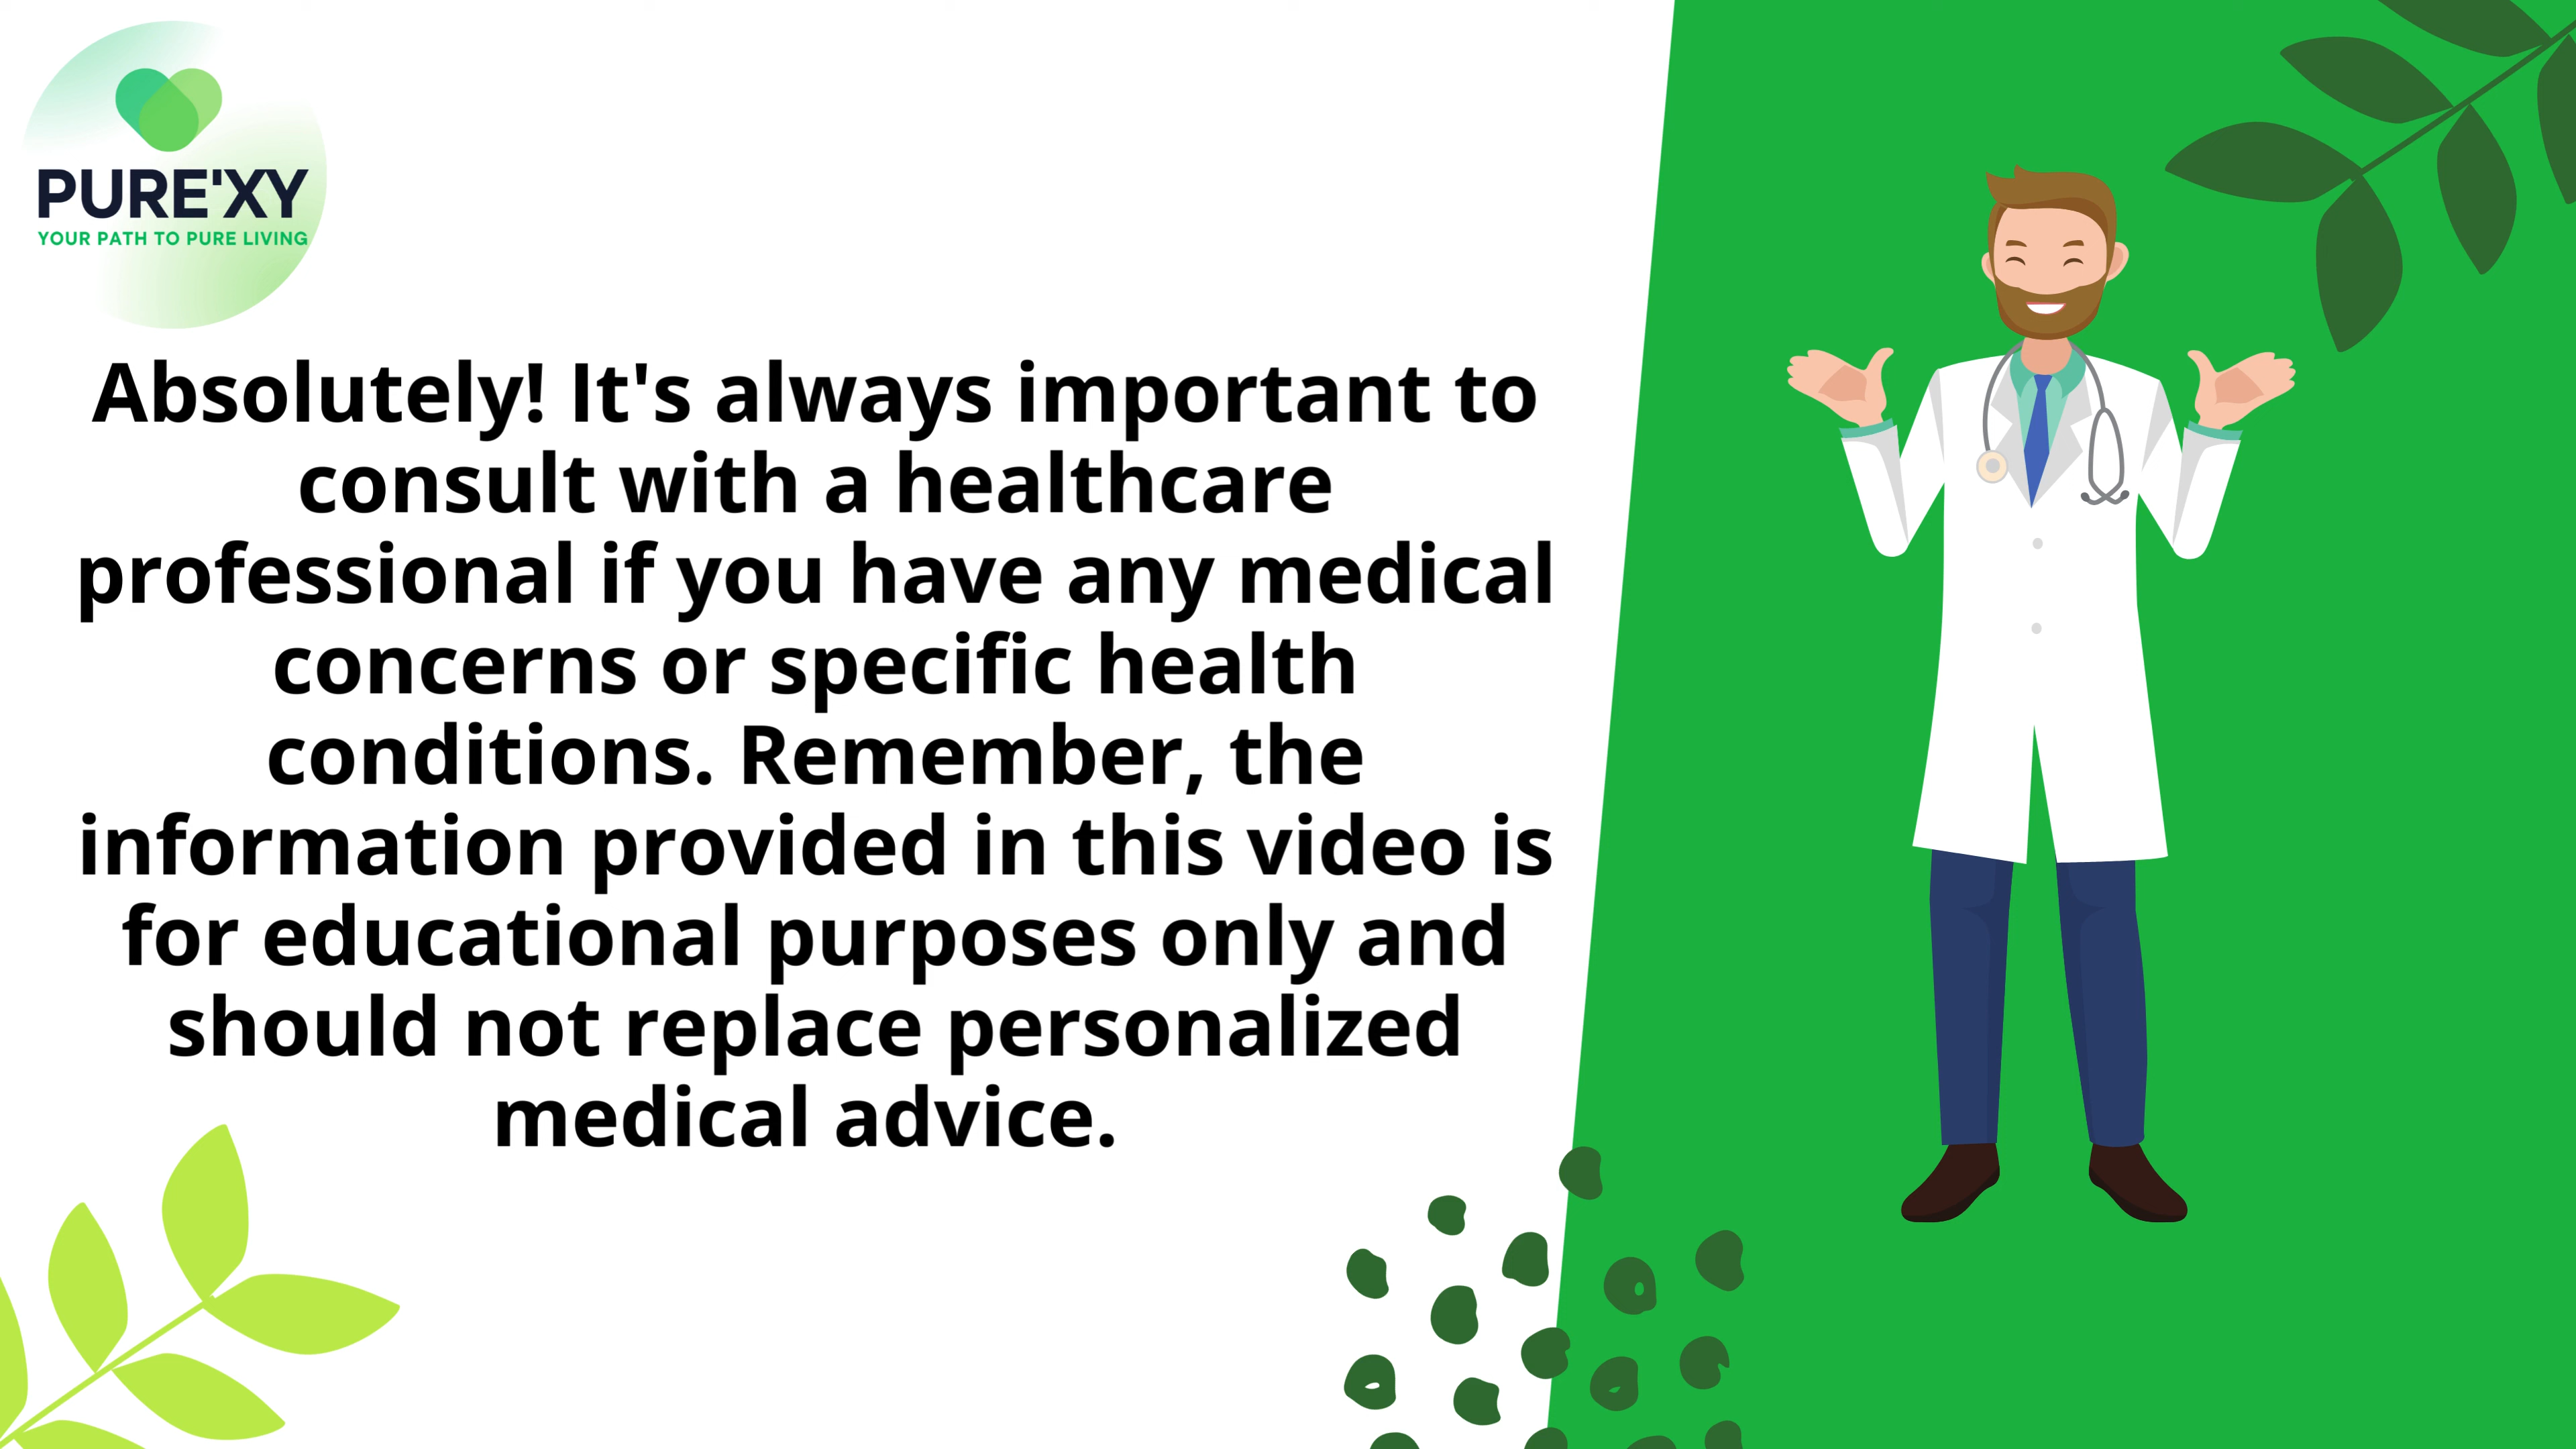 PURE'XY
YOUR PATH TO PURE LIVING
Absolutely! It's always important to
consult with a healthcare
professional if you have any medical
concerns or specific health
conditions. Remember, the
information provided in this video is
for educational purposes only and
should not replace personalized
medical advice.